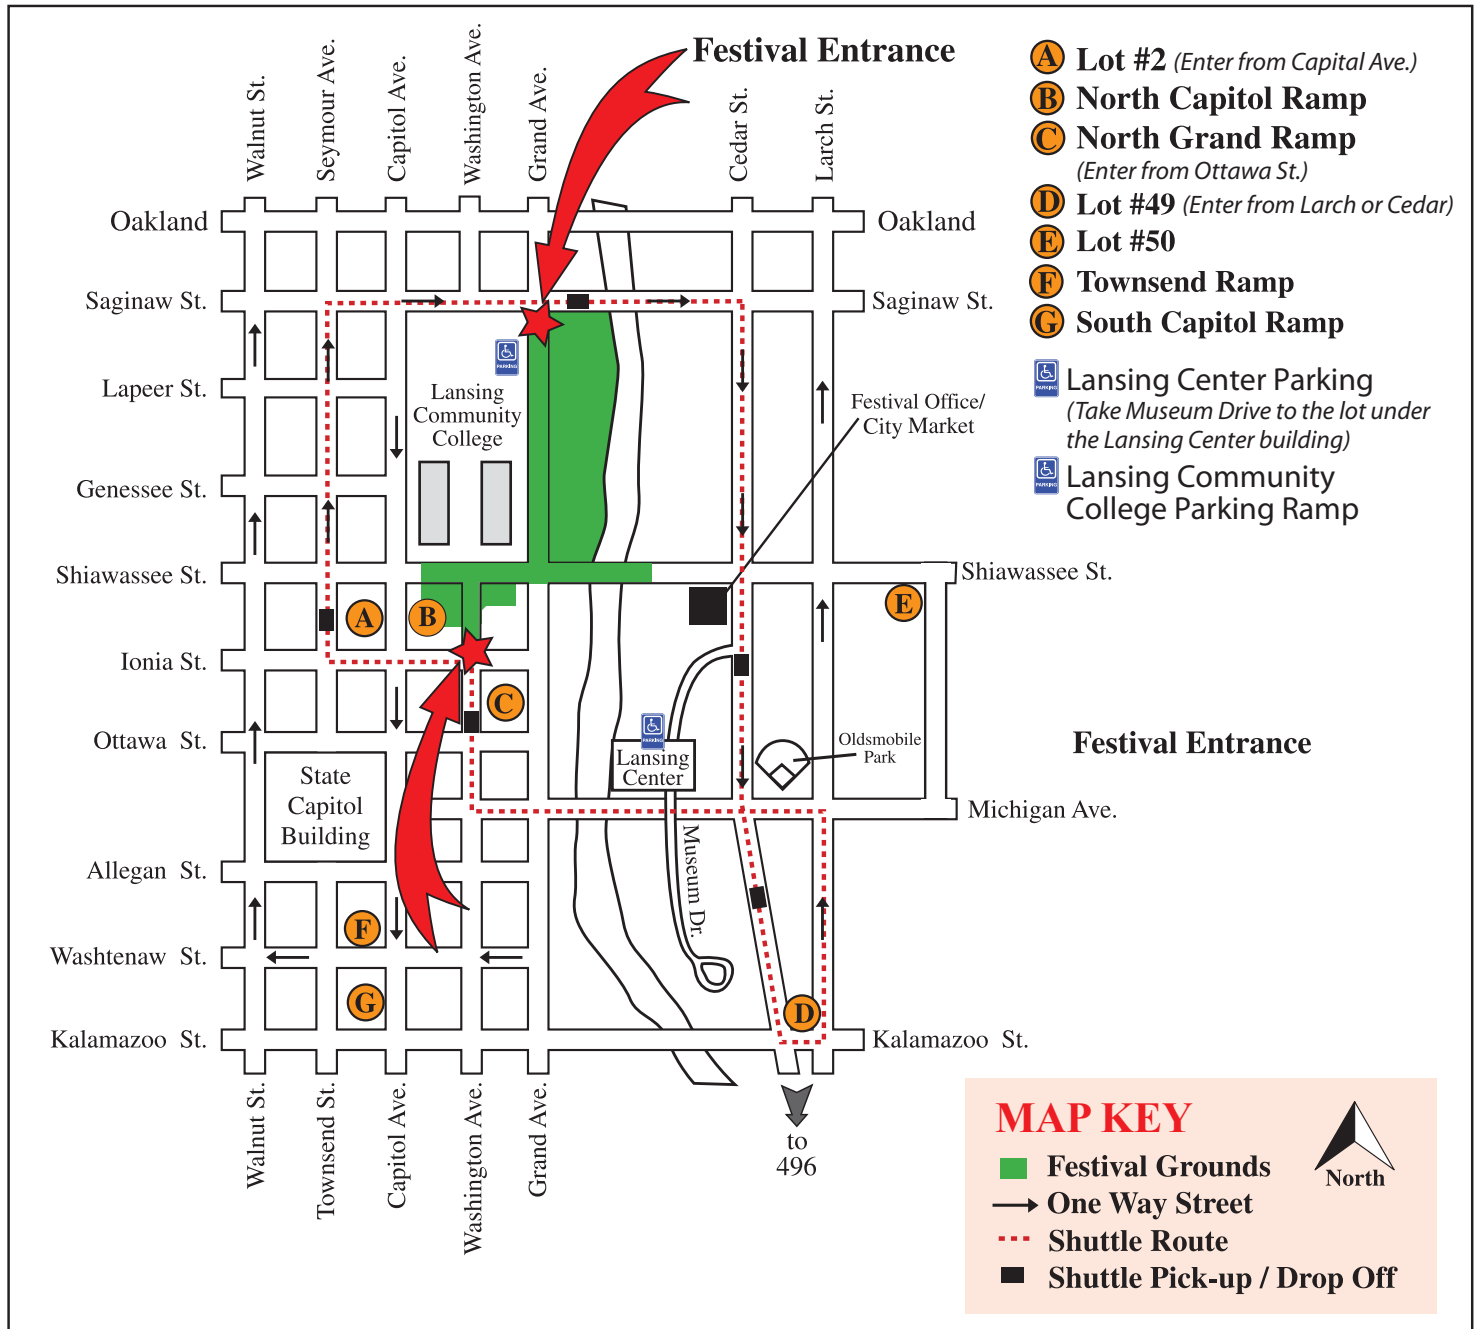 Walnut St.
Seymour Ave.
Capitol Ave.
Washington Ave.
Grand Ave.
Festival Entrance
Cedar St.
Larch St.
A Lot #2 (Enter from Capital Ave.)
B North Capitol Ramp
C North Grand Ramp
(Enter from Ottawa St.)
D Lot #49 (Enter from Larch or Cedar)
E Lot #50
F Townsend Ramp
G South Capitol Ramp
PARKING
Lansing Center Parking
(Take Museum Drive to the lot under
the Lansing Center building)
PARKING
Lansing Community
College Parking Ramp
Oakland
Oakland
Saginaw St.
Saginaw St.
PARKING
Lapeer St.
Lansing
Community
College
Festival Office/
City Market
Genessee St.
Shiawassee St.
Shiawassee St.
A
B
E
Ionia St.
C
Ottawa St.
PARKING
Lansing
Center
Oldsmobile
Park
Festival Entrance
State
Capitol
Building
Michigan Ave.
Museum Dr.
Allegan St.
F
Washtenaw St.
G
D
Kalamazoo St.
Kalamazoo St.
Walnut St.
Townsend St.
Capitol Ave.
Washington Ave.
Grand Ave.
to
496
MAP KEY
Festival Grounds
One Way Street
Shuttle Route
Shuttle Pick-up / Drop Off
North